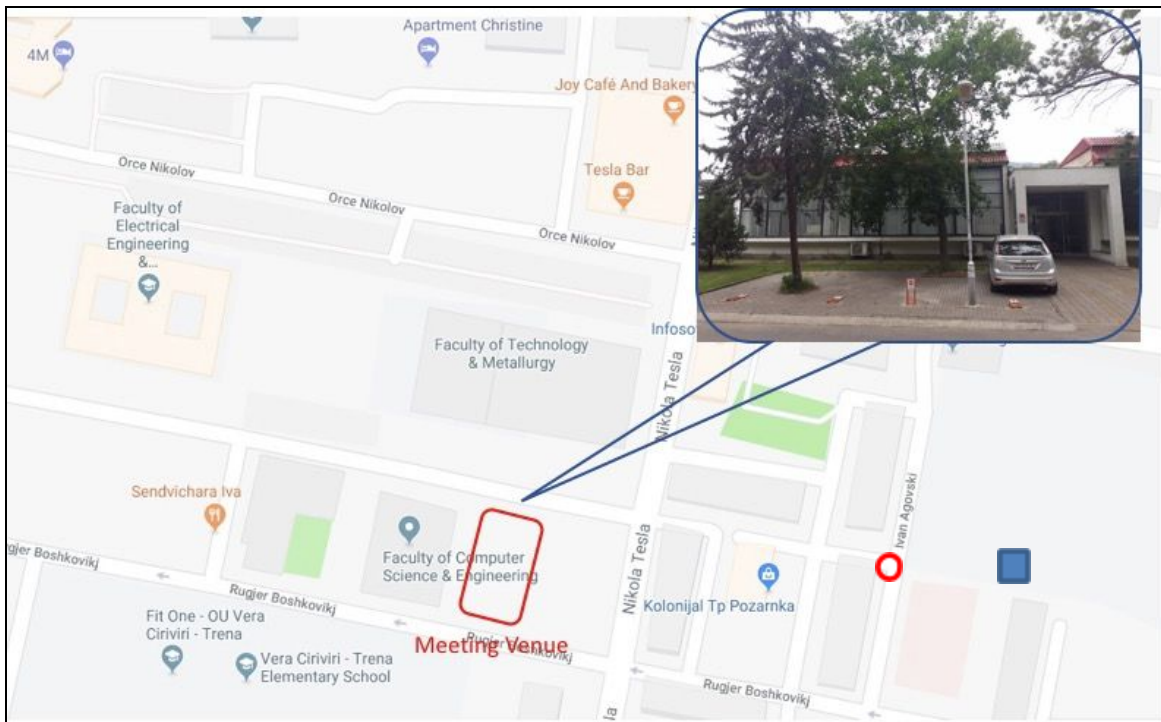 Apartment Christine
4M
Joy Café And Bakery
Orce Nikolov
Tesla Bar
Orce Nikolov
Faculty of
Electrical
Engineering
&...
Orce Nikolov
Faculty of Technology
& Metallurgy
Nikola Tesla
Sendvichara Iva
Ivan Agovski
Faculty of Computer
Science & Engineering
Nikola Tesla
Rugjer Boshkovikj
Kolonijal Tp Pozarnka
Fit One - OU Vera
Ciriviri - Trena
Meeting Venue
Rugjer Boshkovikj
Vera Ciriviri - Trena
Elementary School
Rugjer Boshkovikj